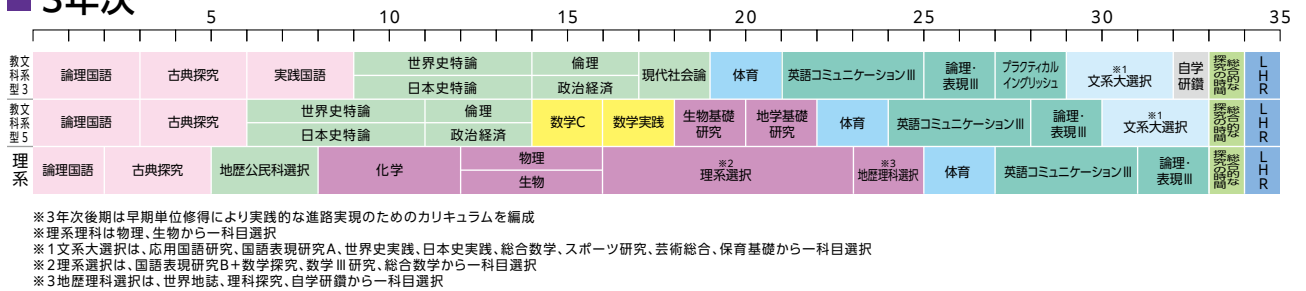 ■ 3年次
5 10 15 20 25 30 35
教科型3 文系
論理国語 古典探究 実践国語 世界史特論 倫理 現代社会論 体育 英語コミュニケーションⅢ 論理・表現Ⅲ プラクティカルイングリッシュ ※1 文系大選択 自学研鑽 総合的な探究の時間 LHR
日本史特論 政治経済
教科型5 文系
論理国語 古典探究 世界史特論 倫理 数学C 数学実践 生物基礎研究 地学基礎研究 体育 英語コミュニケーションⅢ 論理・表現Ⅲ ※1 文系大選択 総合的な探究の時間 LHR
日本史特論 政治経済
理系
論理国語 古典探究 地歴公民科選択 化学 物理 ※2 理系選択 ※3 地歴理科選択 体育 英語コミュニケーションⅢ 論理・表現Ⅲ 総合的な探究の時間 LHR
生物
※3年次後期は早期単位修得により実践的な進路実現のためのカリキュラムを編成
※理系理科は物理、生物から一科目選択
※1文系大選択は、応用国語研究、国語表現研究A、世界史実践、日本史実践、総合数学、スポーツ研究、芸術総合、保育基礎から一科目選択
※2理系選択は、国語表現研究B+数学探究、数学Ⅲ研究、総合数学から一科目選択
※3地歴理科選択は、世界地誌、理科探究、自学研鑽から一科目選択